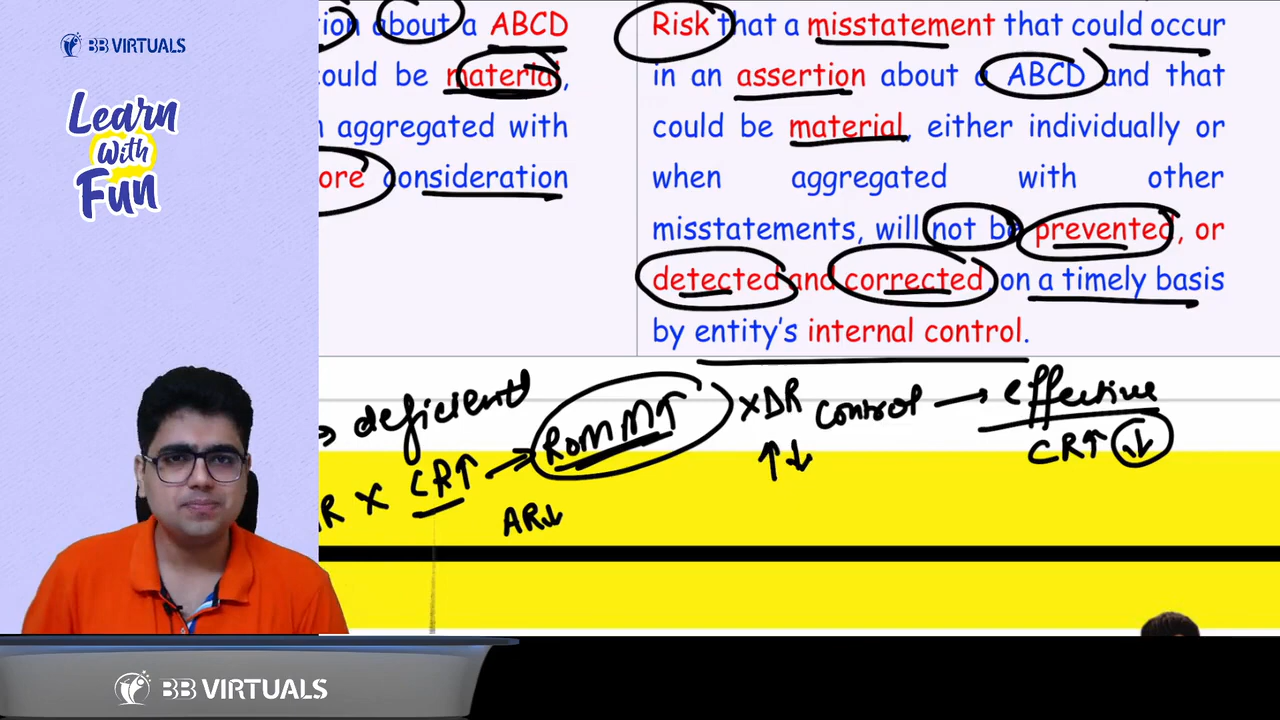 BB VIRTUALS
Learn
With
Fun
about a ABCD
could be material,
aggregated with
consideration
Risk that a misstatement that could occur
in an assertion about a ABCD and that
could be material, either individually or
when aggregated with other
misstatements, will not be prevented, or
detected and corrected, on a timely basis
by entity's internal control.
deficient
ROMM↑
×DR
↑↓
control → effective
CR↑ ↓
× CR↑ →
AR↓
BB VIRTUALS